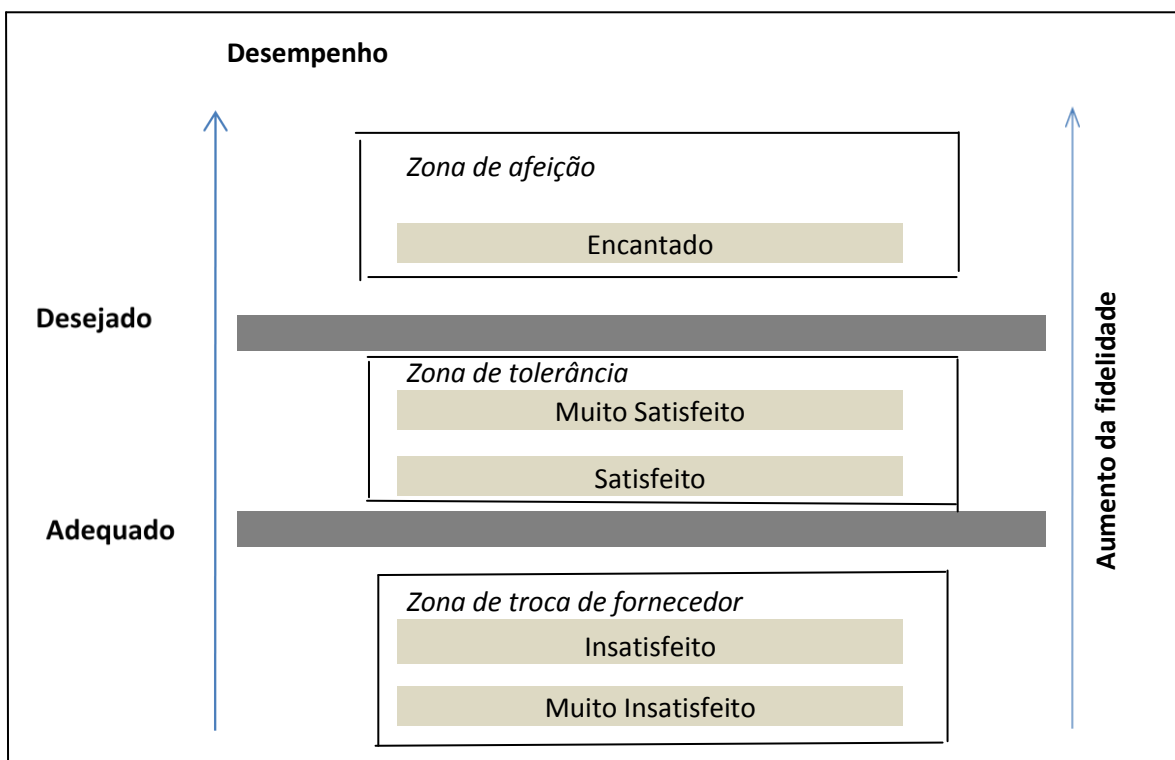 Desempenho
Zona de afeição
Encantado
Desejado
Zona de tolerância
Muito Satisfeito
Satisfeito
Adequado
Zona de troca de fornecedor
Insatisfeito
Muito Insatisfeito
Aumento da fidelidade